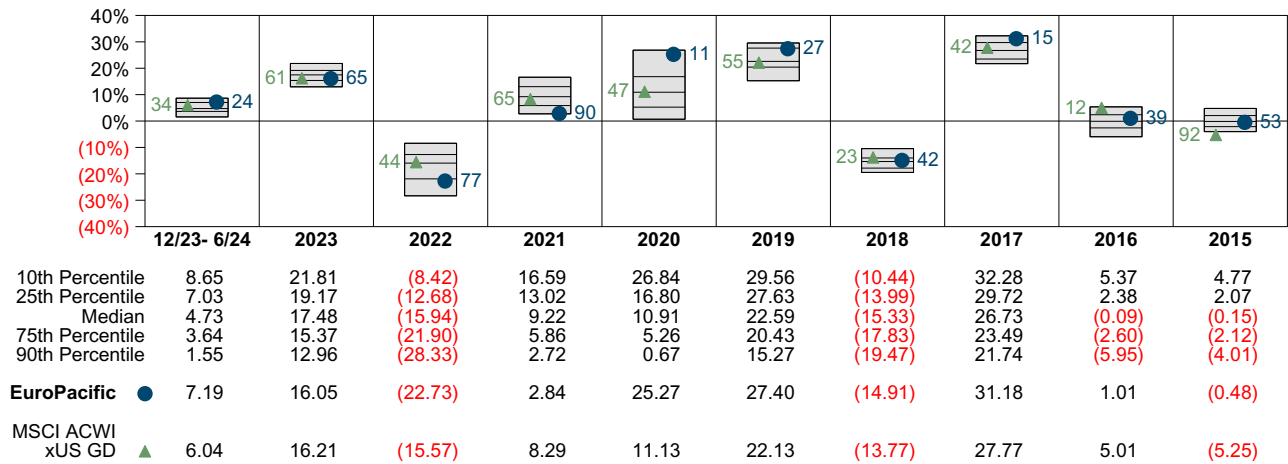 40%
30%
20%
10%
0%
(10%)
(20%)
(30%)
(40%)
34 24
61 65
44 77
65 90
47 11
55 27
23 42
42 15
12 39
92 53
12/23- 6/24 2023 2022 2021 2020 2019 2018 2017 2016 2015
10th Percentile 8.65 21.81 (8.42) 16.59 26.84 29.56 (10.44) 32.28 5.37 4.77
25th Percentile 7.03 19.17 (12.68) 13.02 16.80 27.63 (13.99) 29.72 2.38 2.07
Median 4.73 17.48 (15.94) 9.22 10.91 22.59 (15.33) 26.73 (0.09) (0.15)
75th Percentile 3.64 15.37 (21.90) 5.86 5.26 20.43 (17.83) 23.49 (2.60) (2.12)
90th Percentile 1.55 12.96 (28.33) 2.72 0.67 15.27 (19.47) 21.74 (5.95) (4.01)
EuroPacific 7.19 16.05 (22.73) 2.84 25.27 27.40 (14.91) 31.18 1.01 (0.48)
MSCI ACWI
xUS GD 6.04 16.21 (15.57) 8.29 11.13 22.13 (13.77) 27.77 5.01 (5.25)